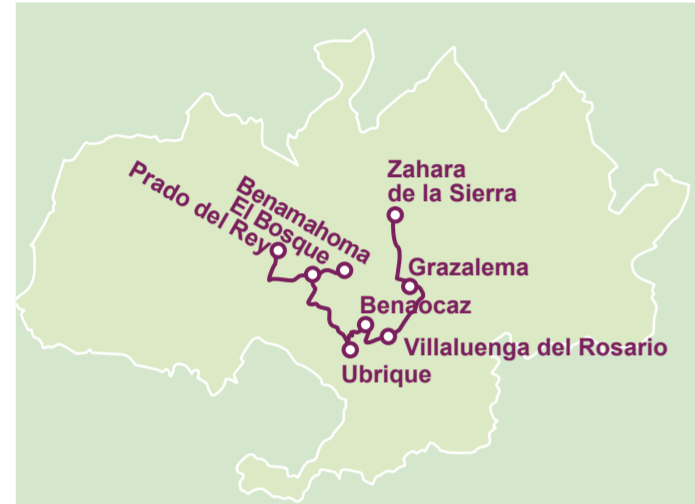 Zahara
de la Sierra
Benamahoma
El Bosque
Prado del Rey
Grazalema
Benaocaz
Villaluenga del Rosario
Ubrique